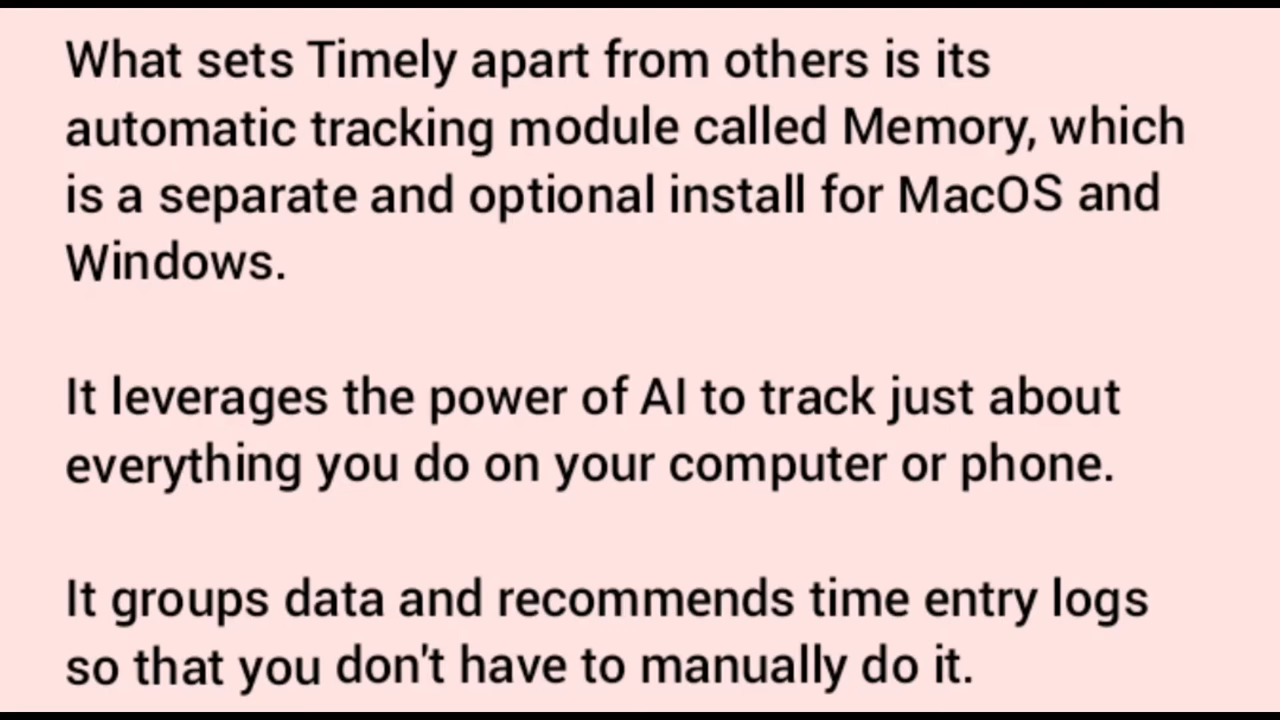 What sets Timely apart from others is its
automatic tracking module called Memory, which
is a separate and optional install for MacOS and
Windows.
It leverages the power of AI to track just about
everything you do on your computer or phone.
It groups data and recommends time entry logs
so that you don't have to manually do it.